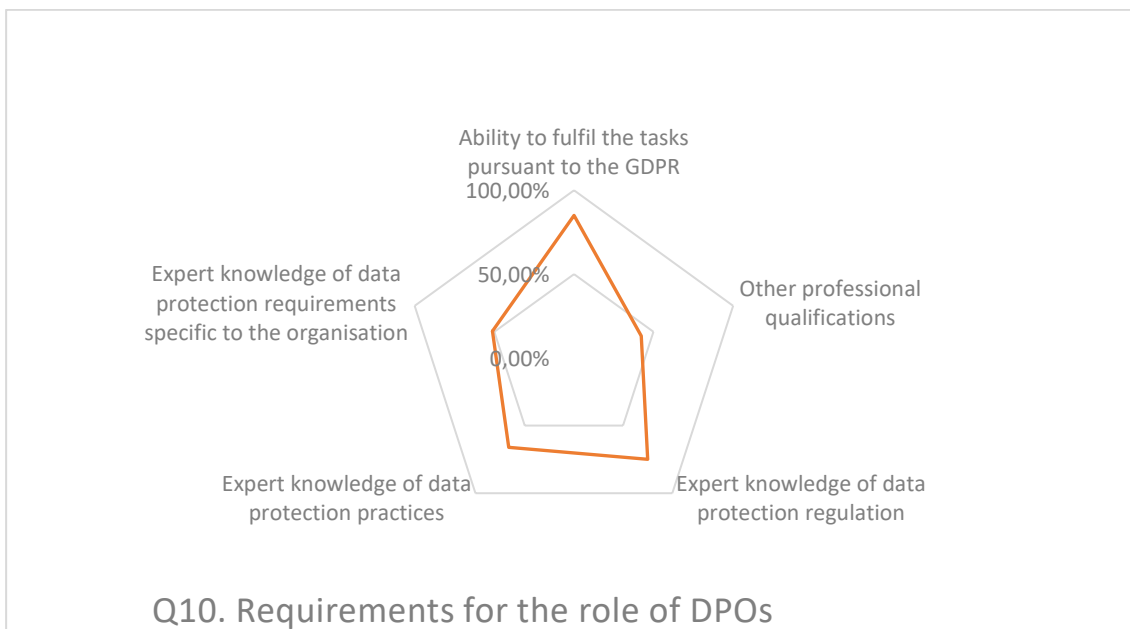 Ability to fulfil the tasks
pursuant to the GDPR
100,00%
Expert knowledge of data
protection requirements
specific to the organisation
50,00%
Other professional
qualifications
0,00%
Expert knowledge of data
protection practices
Expert knowledge of data
protection regulation
Q10. Requirements for the role of DPOs